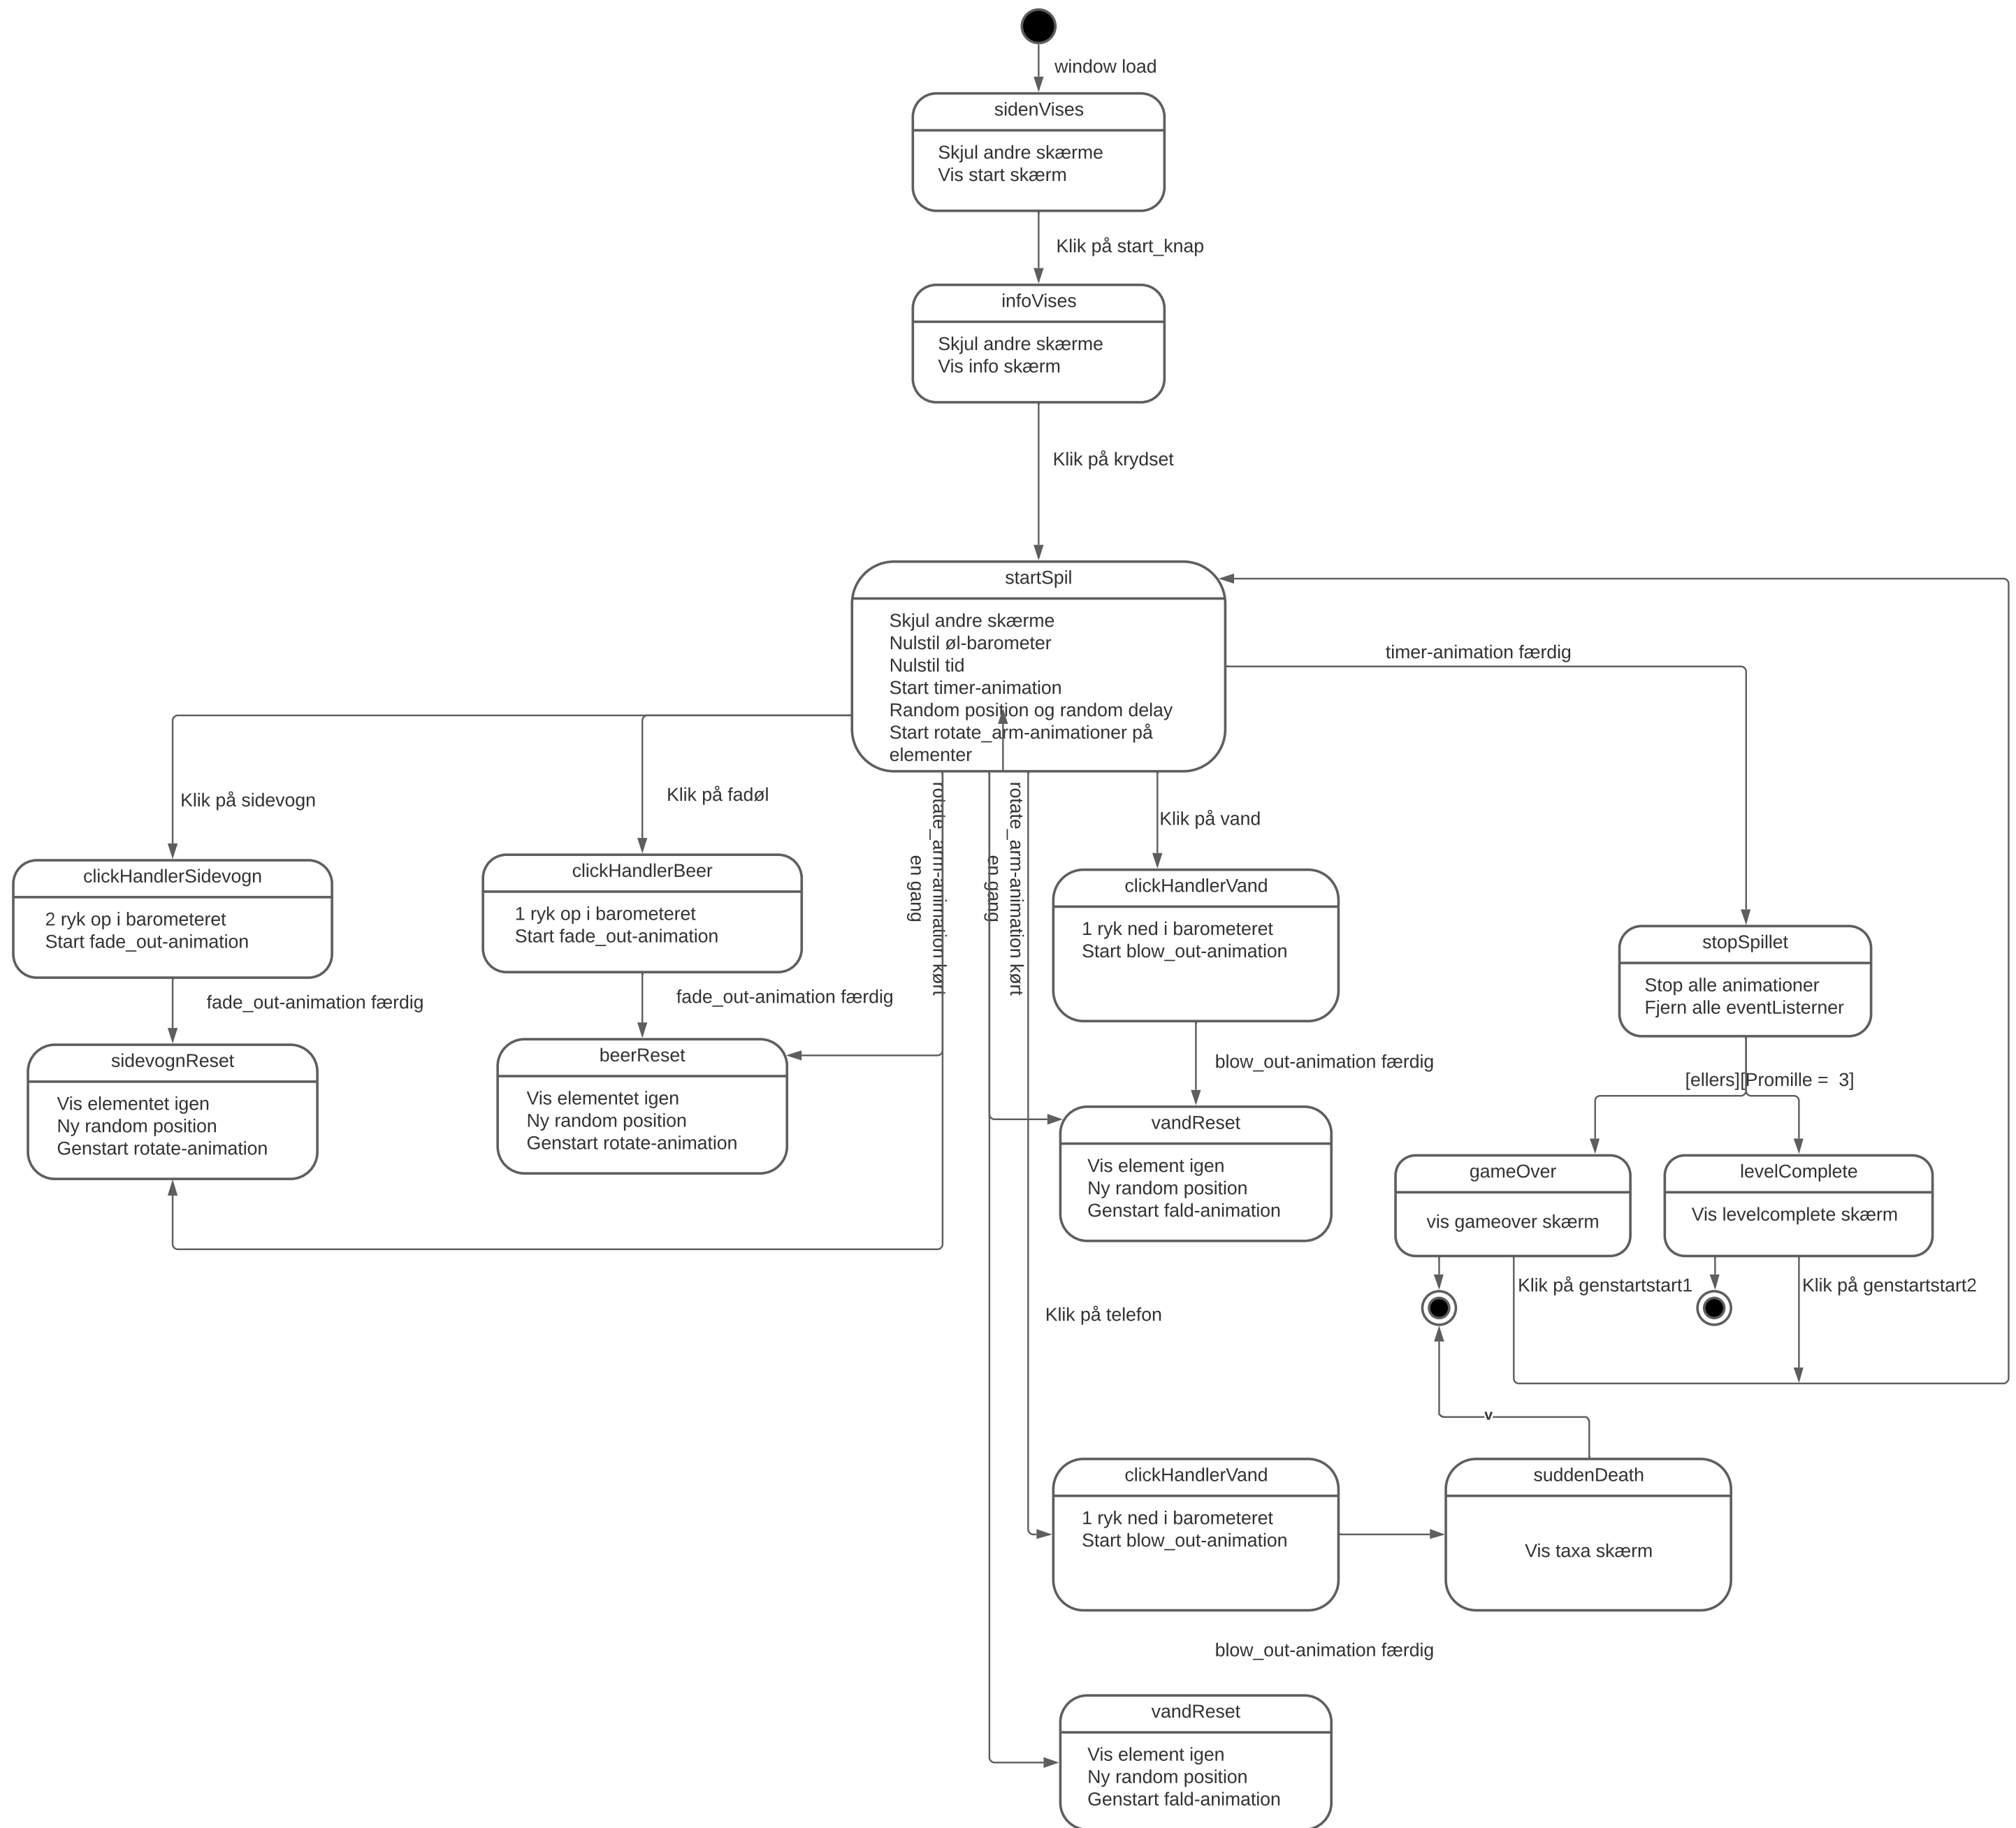 window load
sidenVises
Skjul andre skærme
Vis start skærm
Klik på start_knap
infoVises
Skjul andre skærme
Vis info skærm
Klik på krydset
startSpil
Skjul andre skærme
Nulstil øl-barometer
Nulstil tid
Start timer-animation
Random position og random delay
Start rotate_arm-animationer på
elementer
timer-animation færdig
Klik på sidevogn
Klik på fadøl
rotate_arm-animation kørt
en gang
rotate_arm-animation kørt
en gang
Klik på vand
clickHandlerSidevogn
2 ryk op i barometeret
Start fade_out-animation
clickHandlerBeer
1 ryk op i barometeret
Start fade_out-animation
clickHandlerVand
1 ryk ned i barometeret
Start blow_out-animation
stopSpillet
Stop alle animationer
Fjern alle eventListerner
fade_out-animation færdig
fade_out-animation færdig
blow_out-animation færdig
[ellers][Promille =  3]
sidevognReset
Vis elementet igen
Ny random position
Genstart rotate-animation
beerReset
Vis elementet igen
Ny random position
Genstart rotate-animation
vandReset
Vis element igen
Ny random position
Genstart fald-animation
gameOver
vis gameover skærm
levelComplete
Vis levelcomplete skærm
Klik på genstartstart1
Klik på genstartstart2
Klik på telefon
v
clickHandlerVand
1 ryk ned i barometeret
Start blow_out-animation
suddenDeath
Vis taxa skærm
blow_out-animation færdig
vandReset
Vis element igen
Ny random position
Genstart fald-animation